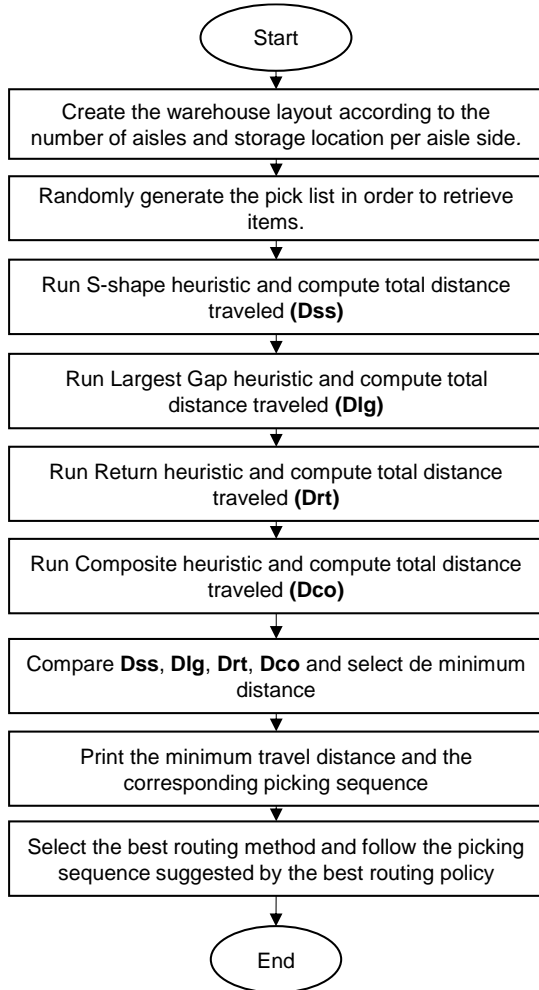 Start
Create the warehouse layout according to the
number of aisles and storage location per aisle side.
Randomly generate the pick list in order to retrieve
items.
Run S-shape heuristic and compute total distance
traveled (Dss)
Run Largest Gap heuristic and compute total
distance traveled (Dlg)
Run Return heuristic and compute total distance
traveled (Drt)
Run Composite heuristic and compute total distance
traveled (Dco)
Compare Dss, Dlg, Drt, Dco and select de minimum
distance
Print the minimum travel distance and the
corresponding picking sequence
Select the best routing method and follow the picking
sequence suggested by the best routing policy
End